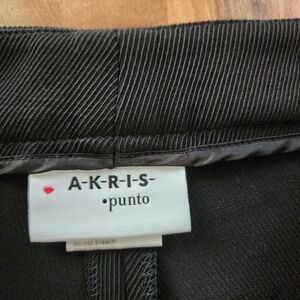 A-K-R-I-S-
•punto
do not bleach